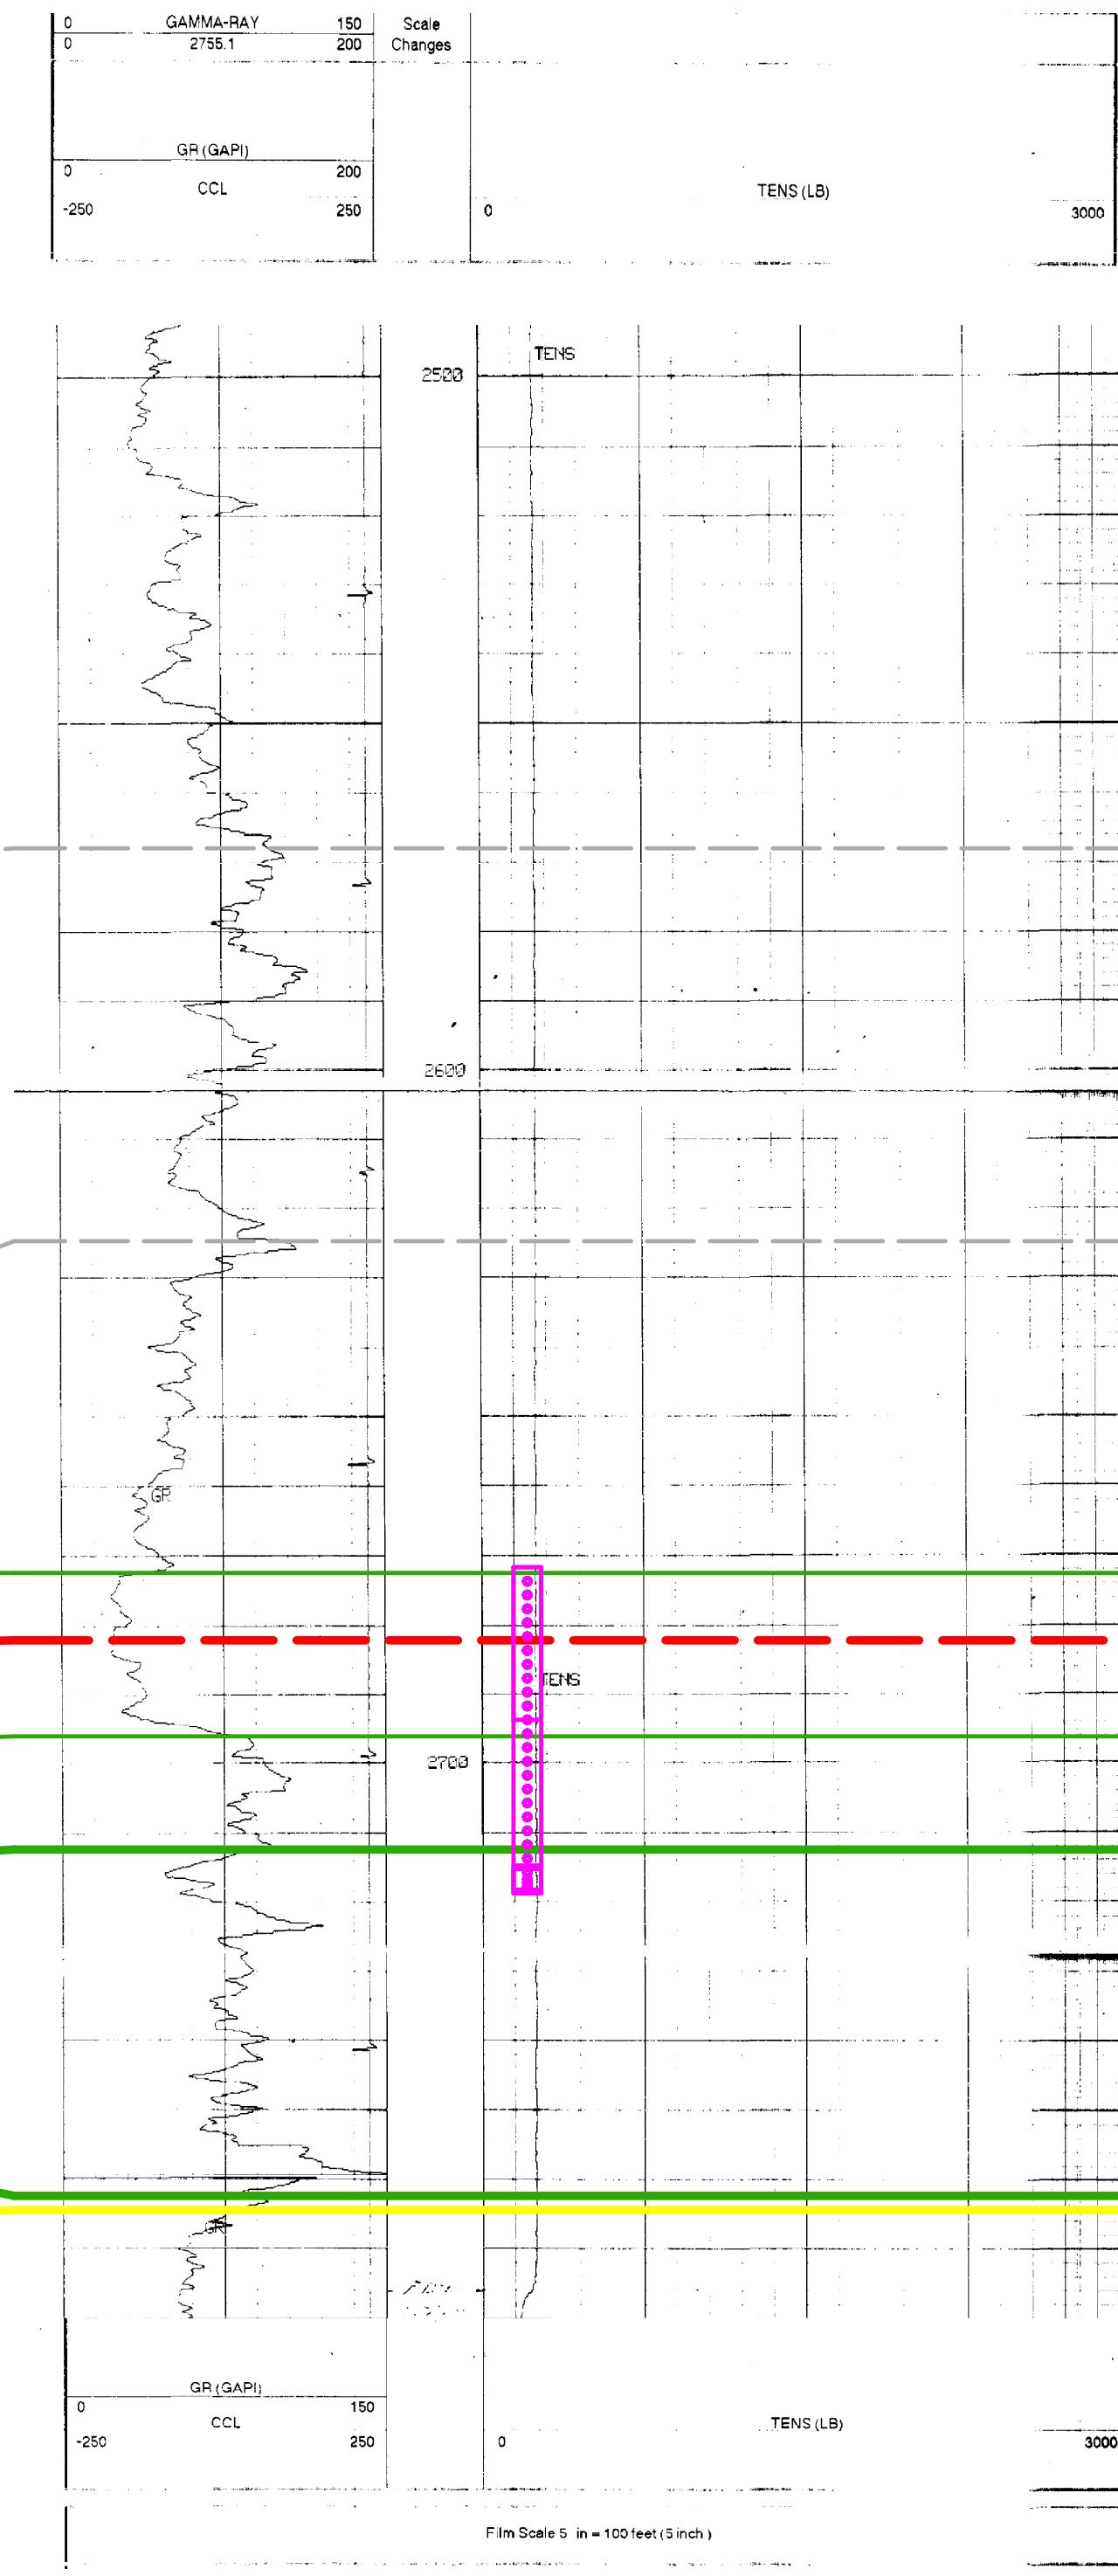 0 GAMMA-RAY 150 Scale
0 2755.1 200 Changes
GR (GAPI)
0 200
CCL TENS (LB)
-250 250 0 3000
TENS
2500
2600
GR
TENS
2700
GR
GR (GAPI)
0 150
CCL TENS (LB)
-250 250 0 3000
Film Scale 5 in = 100 feet (5 inch )